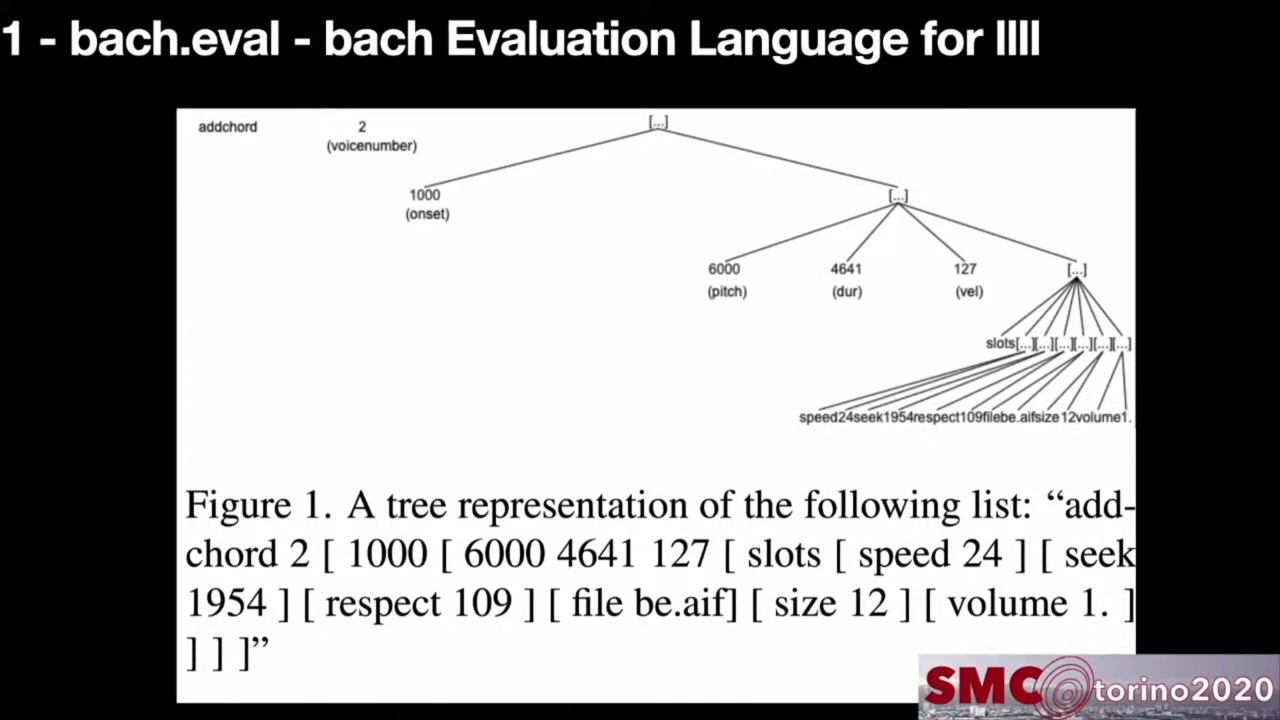 1 - bach.eval - bach Evaluation Language for llll
addchord 2 [...]
(voicenumber)
1000 [...]
(onset)
6000 4641 127 [...]
(pitch) (dur) (vel)
slots[...][...][...][...][...][...]
speed24seek1954respect109filebe.aifsize12volume1.
Figure 1. A tree representation of the following list: “add-
chord 2 [ 1000 [ 6000 4641 127 [ slots [ speed 24 ] [ seek
1954 ] [ respect 109 ] [ file be.aif] [ size 12 ] [ volume 1. ]
] ] ]”
SMC@torino2020